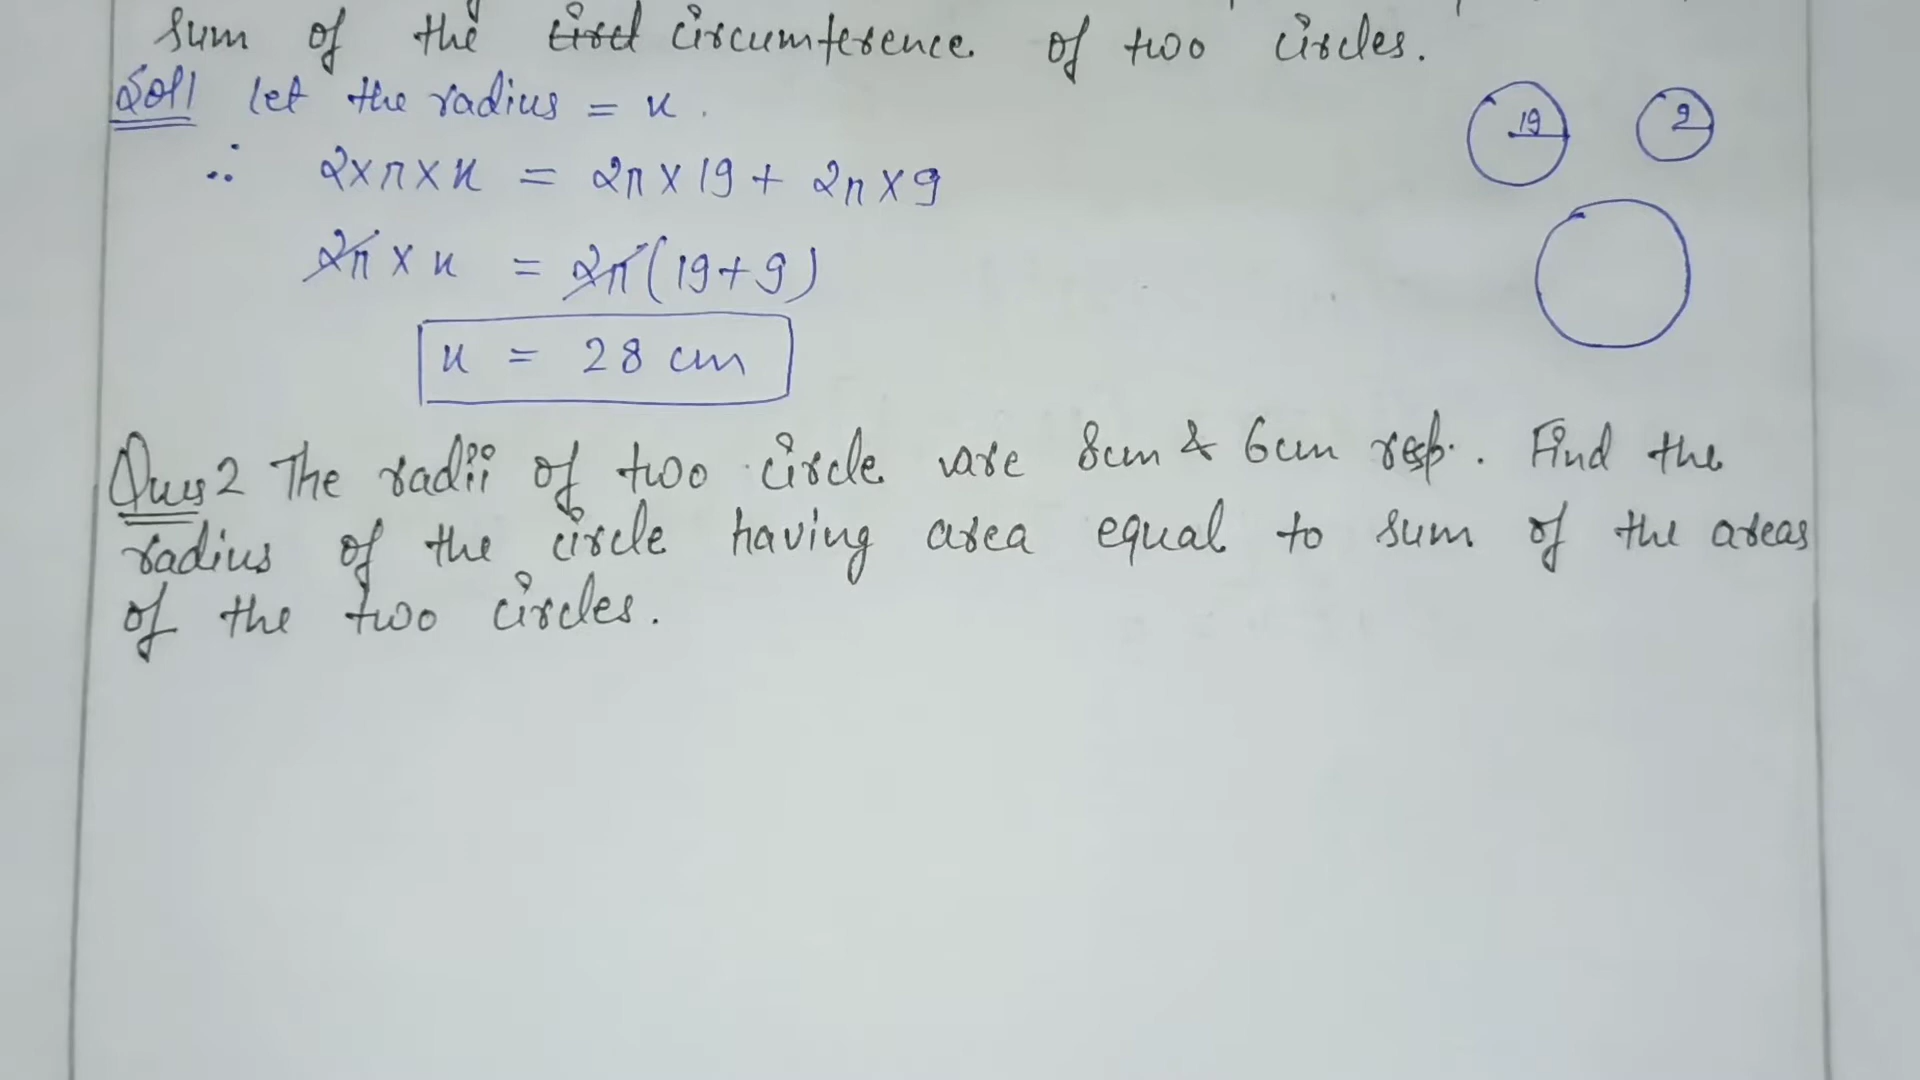 sum of the circl circumference of two circles.
Sol1 let the radius = x.
19
9
∴ 2×π×x = 2π×19 + 2π×9
2π × x = 2π(19+9)
x = 28 cm
Ques 2 The radii of two circle are 8cm & 6cm resp. Find the
radius of the circle having area equal to sum of the areas
of the two circles.